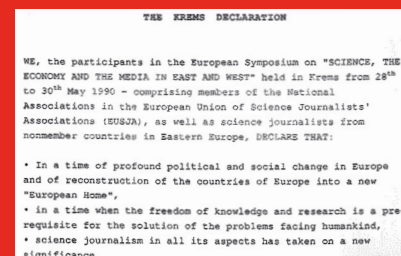 THE KREMS DECLARATION
WE, the participants in the European Symposium on "SCIENCE, THE
ECONOMY AND THE MEDIA IN EAST AND WEST" held in Krems from 28th
to 30th May 1990 - comprising members of the National
Associations in the European Union of Science Journalists'
Associations (EUSJA), as well as science journalists from
nonmember countries in Eastern Europe, DECLARE THAT:
• In a time of profound political and social change in Europe
and of reconstruction of the countries of Europe into a new
"European Home",
• in a time when the freedom of knowledge and research is a pre
requisite for the solution of the problems facing humankind,
• science journalism in all its aspects has taken on a new
significance